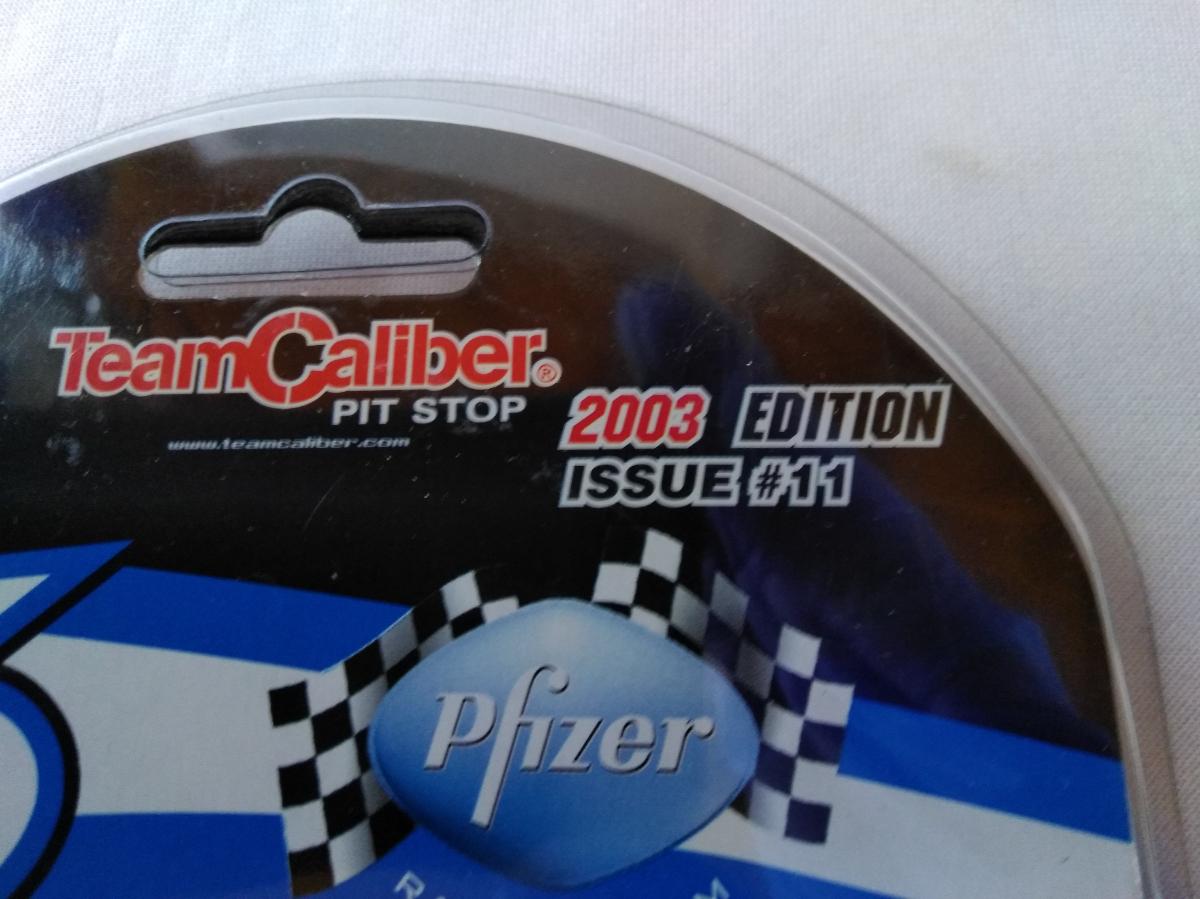 TeamCaliber®
PIT STOP
www.teamcaliber.com
2003 EDITION
ISSUE #11
Pfizer